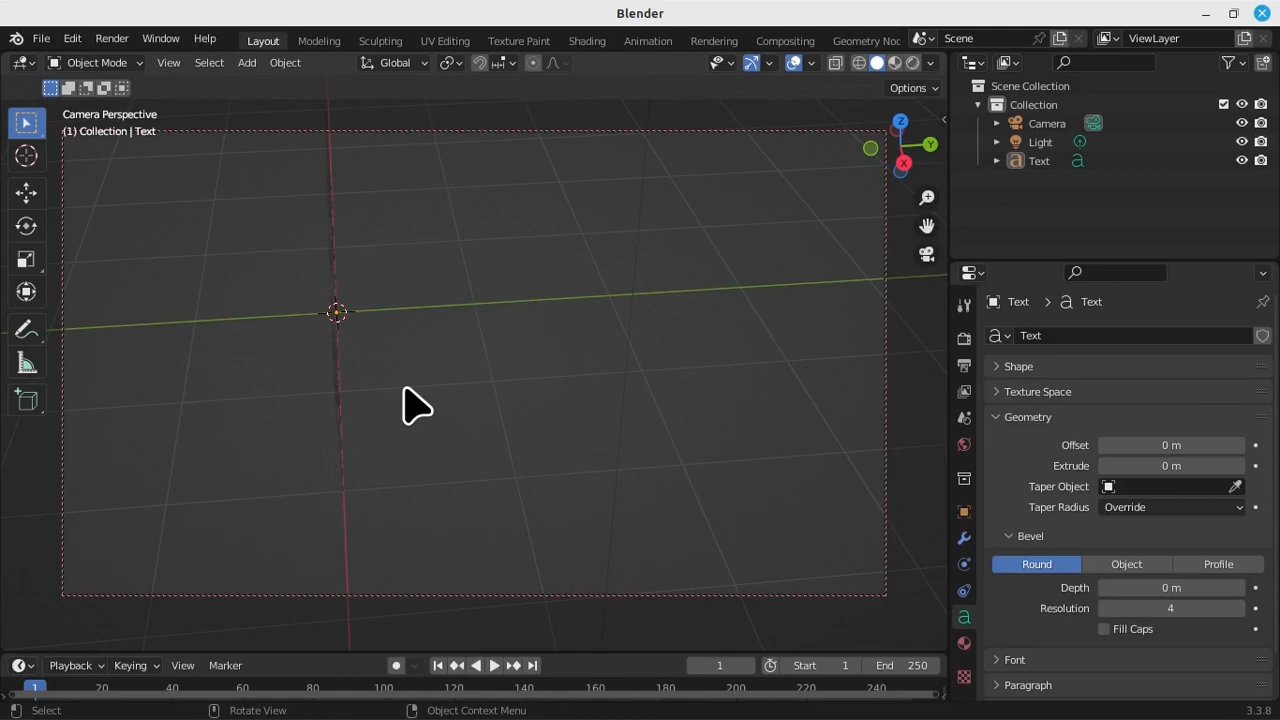 Blender
File Edit Render Window Help Layout Modeling Sculpting UV Editing Texture Paint Shading Animation Rendering Compositing Geometry Noc Scene ViewLayer
Object Mode View Select Add Object Global
Options
Camera Perspective
(1) Collection | Text
Z
Y
X
Scene Collection
Collection
Camera
Light
Text
Text > Text
Text
Shape
Texture Space
Geometry
Offset 0 m
Extrude 0 m
Taper Object
Taper Radius Override
Bevel
Round Object Profile
Depth 0 m
Resolution 4
Fill Caps
Font
Paragraph
Playback Keying View Marker 1 Start 1 End 250
1 20 40 60 80 100 120 140 160 180 200 220 240
Select Rotate View Object Context Menu 3.3.8